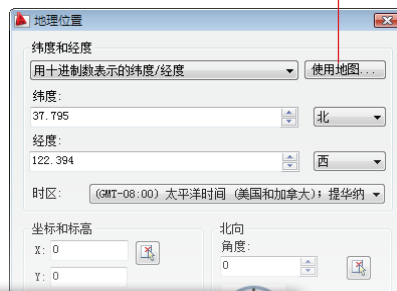 地理位置
纬度和经度
用十进制数表示的纬度/经度 使用地图...
纬度:
37.795 北
经度:
122.394 西
时区: (GMT-08:00) 太平洋时间 (美国和加拿大); 提华纳
坐标和标高 北向
X: 0 角度:
Y: 0 0